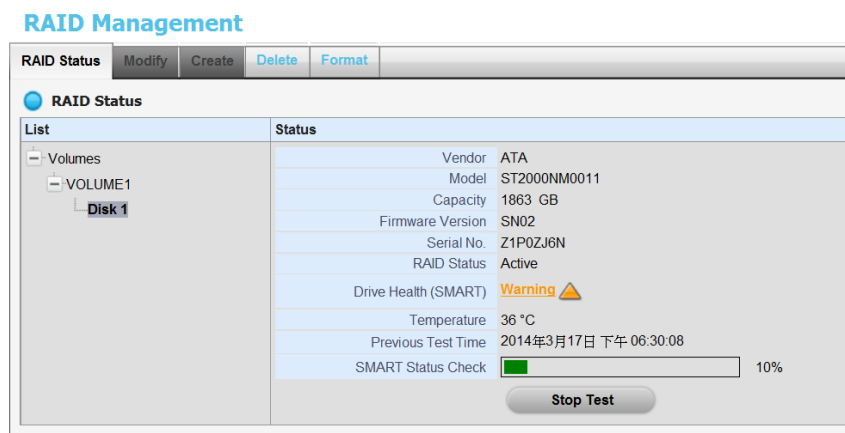 RAID Management
RAID Status Modify Create Delete Format
RAID Status
List Status
Volumes
VOLUME1
Disk 1
Vendor ATA
Model ST2000NM0011
Capacity 1863 GB
Firmware Version SN02
Serial No. Z1P0ZJ6N
RAID Status Active
Drive Health (SMART) Warning
Temperature 36 °C
Previous Test Time 2014年3月17日 下午 06:30:08
SMART Status Check 10%
Stop Test